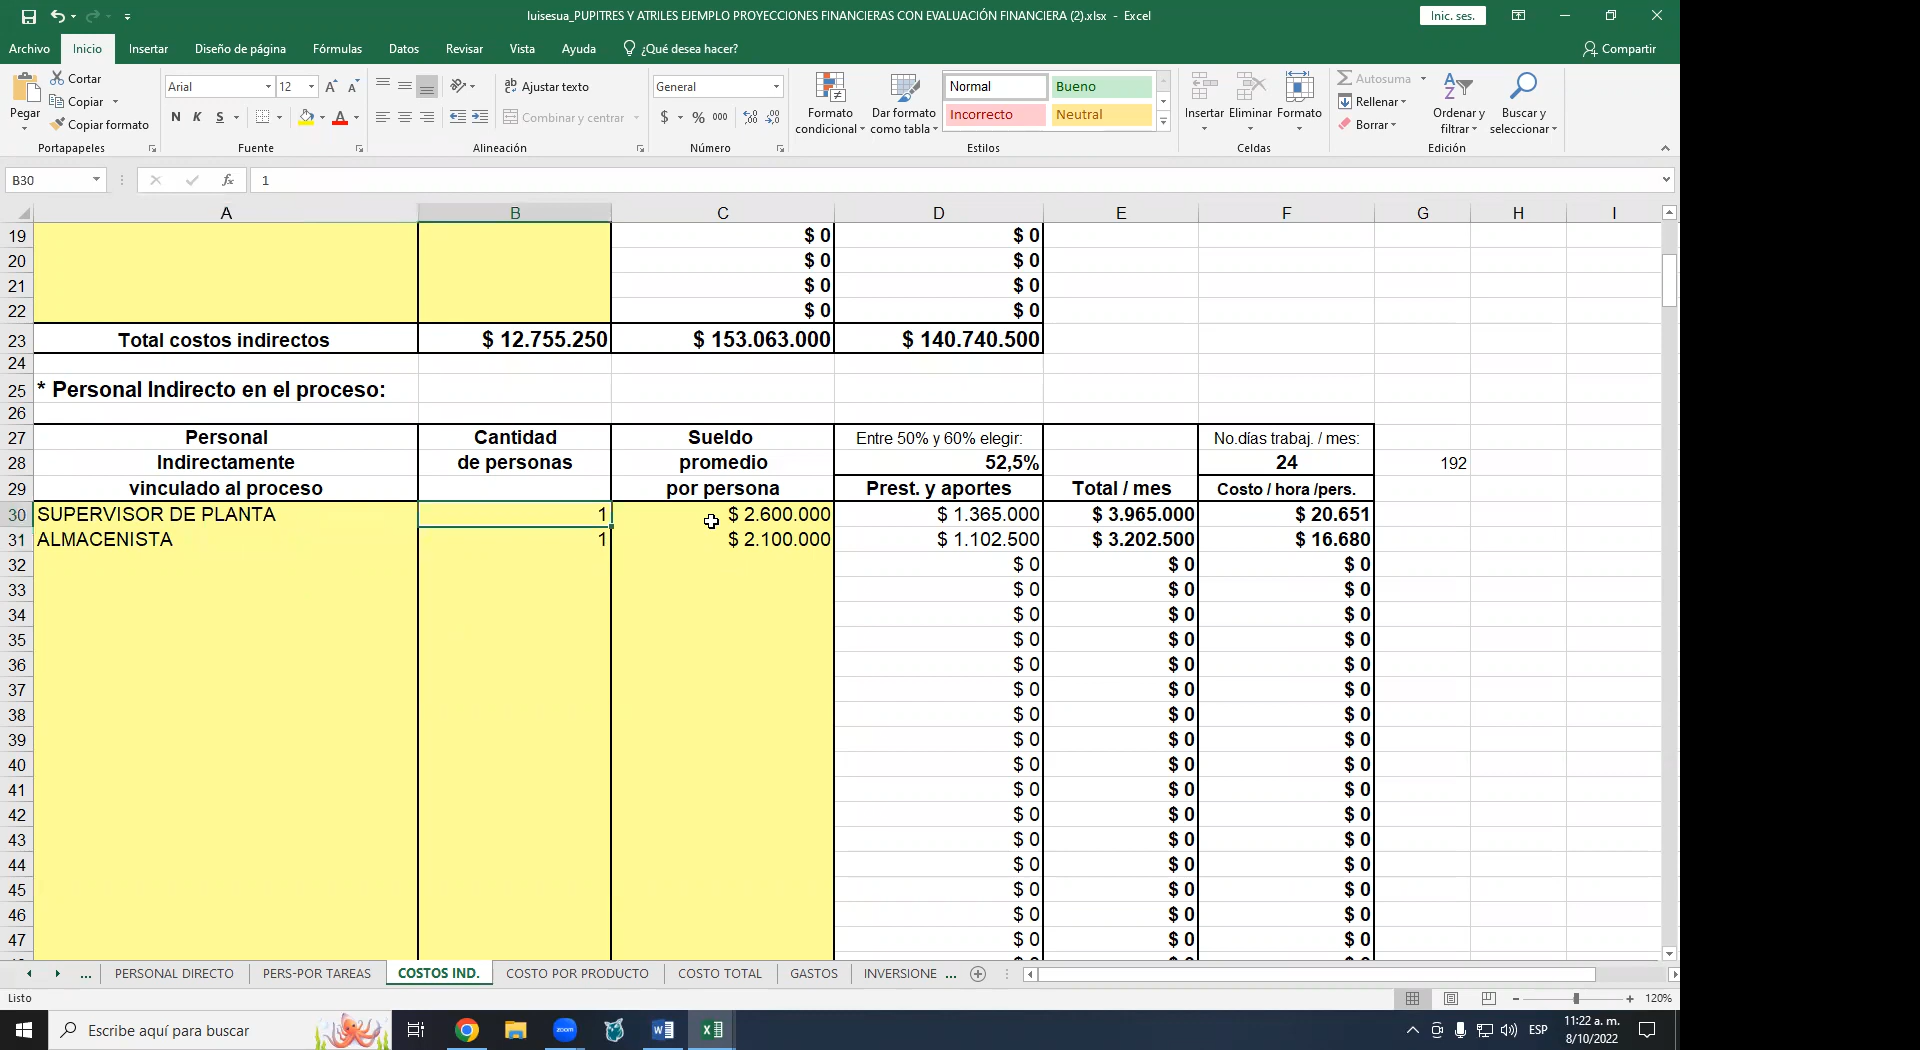 luisesua_PUPITRES Y ATRILES EJEMPLO PROYECCIONES FINANCIERAS CON EVALUACIÓN FINANCIERA (2).xlsx - Excel
Inic. ses.
Archivo Inicio Insertar Diseño de página Fórmulas Datos Revisar Vista Ayuda ¿Qué desea hacer? Compartir
Pegar Cortar Copiar Copiar formato
Arial 12 N K S
Ajustar texto
Combinar y centrar
General
$ % 000
Formato condicional Dar formato como tabla
Normal Bueno
Incorrecto Neutral
Insertar Eliminar Formato
Autosuma Rellenar Borrar
Ordenar y filtrar Buscar y seleccionar
Portapapeles Fuente Alineación Número Estilos Celdas Edición
B30 fx 1
A B C D E F G H I
19 $ 0 $ 0
20 $ 0 $ 0
21 $ 0 $ 0
22 $ 0 $ 0
23 Total costos indirectos $ 12.755.250 $ 153.063.000 $ 140.740.500
24
25 * Personal Indirecto en el proceso:
26
27 Personal Cantidad Sueldo Entre 50% y 60% elegir: No.días trabaj. / mes:
28 Indirectamente de personas promedio 52,5% 24 192
29 vinculado al proceso por persona Prest. y aportes Total / mes Costo / hora /pers.
30 SUPERVISOR DE PLANTA 1 $ 2.600.000 $ 1.365.000 $ 3.965.000 $ 20.651
31 ALMACENISTA 1 $ 2.100.000 $ 1.102.500 $ 3.202.500 $ 16.680
32 $ 0 $ 0 $ 0
33 $ 0 $ 0 $ 0
34 $ 0 $ 0 $ 0
35 $ 0 $ 0 $ 0
36 $ 0 $ 0 $ 0
37 $ 0 $ 0 $ 0
38 $ 0 $ 0 $ 0
39 $ 0 $ 0 $ 0
40 $ 0 $ 0 $ 0
41 $ 0 $ 0 $ 0
42 $ 0 $ 0 $ 0
43 $ 0 $ 0 $ 0
44 $ 0 $ 0 $ 0
45 $ 0 $ 0 $ 0
46 $ 0 $ 0 $ 0
47 $ 0 $ 0 $ 0
... PERSONAL DIRECTO PERS-POR TAREAS COSTOS IND. COSTO POR PRODUCTO COSTO TOTAL GASTOS INVERSIONE ...
Listo 120%
Escribe aquí para buscar zoom ESP 11:22 a. m.
8/10/2022